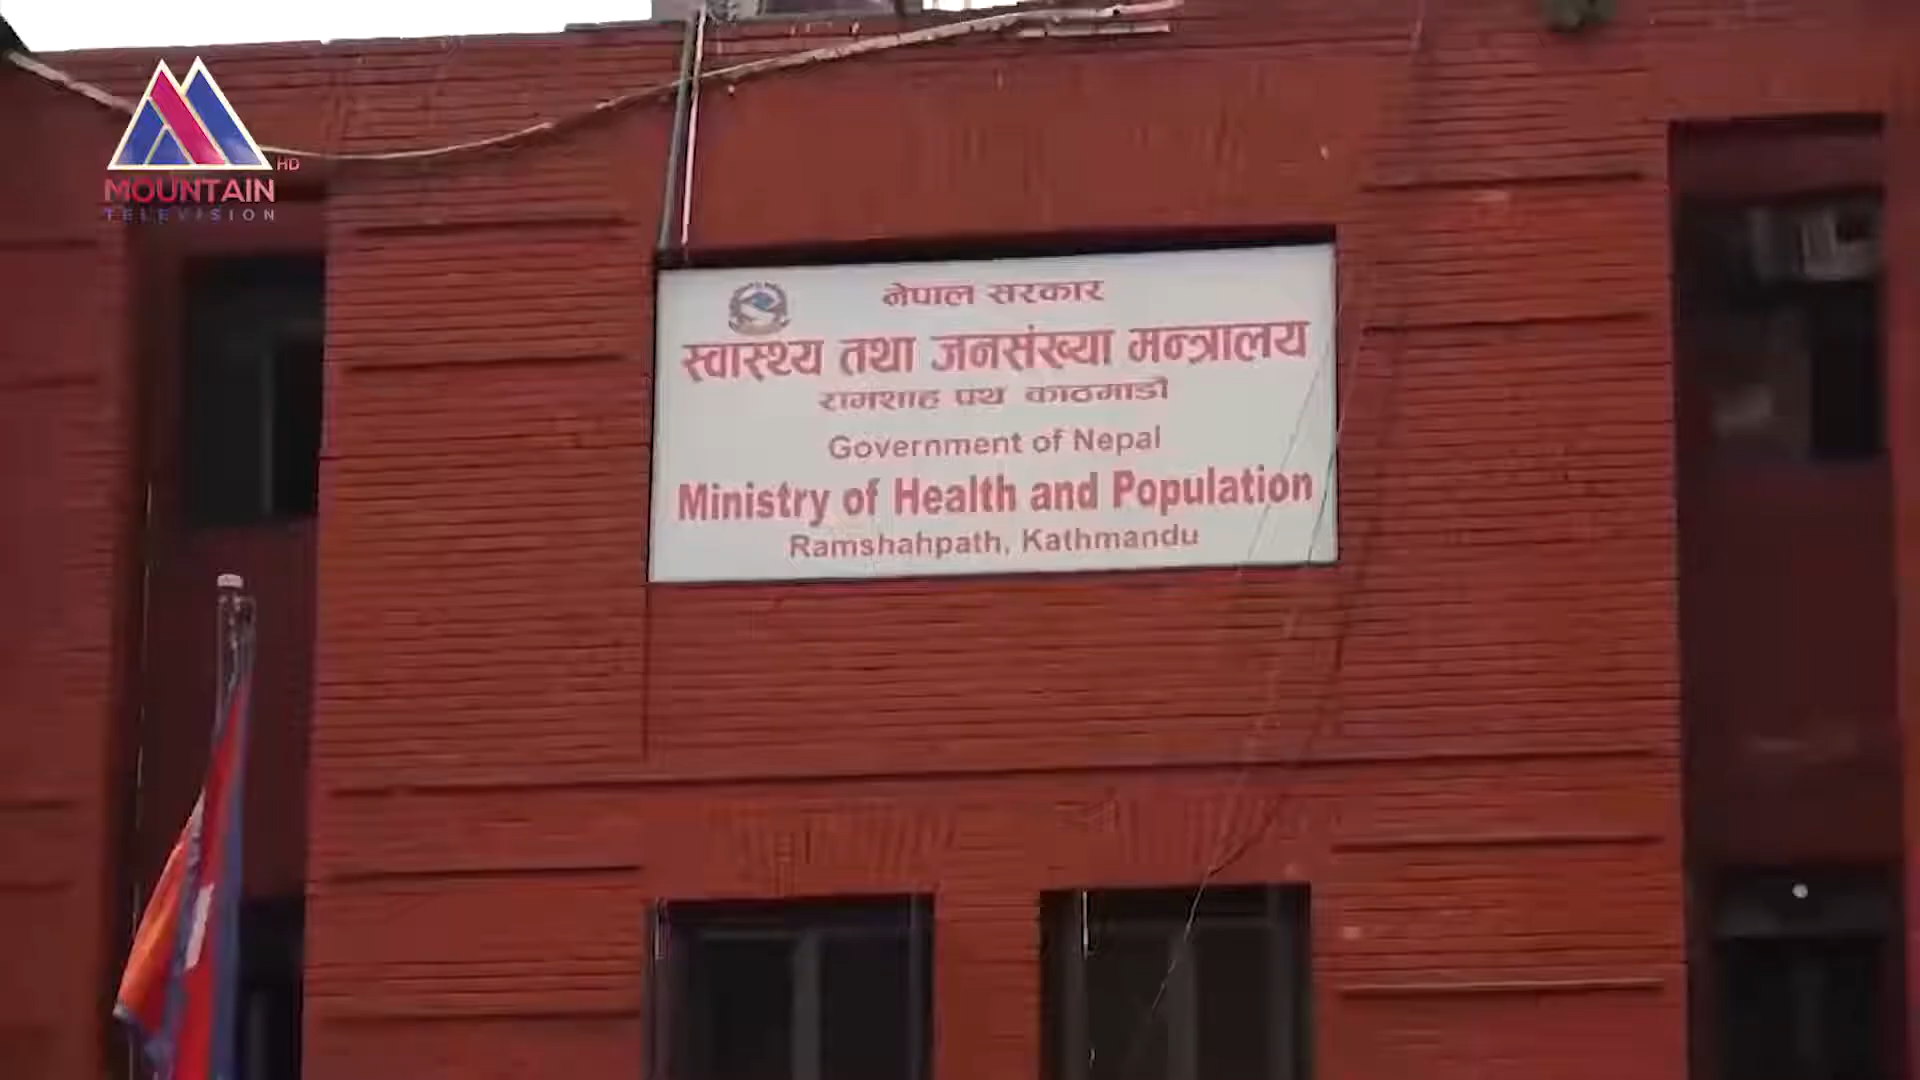 HD
MOUNTAIN
TELEVISION
नेपाल सरकार
स्वास्थ्य तथा जनसंख्या मन्त्रालय
रामशाह पथ काठमाडौं
Government of Nepal
Ministry of Health and Population
Ramshahpath, Kathmandu